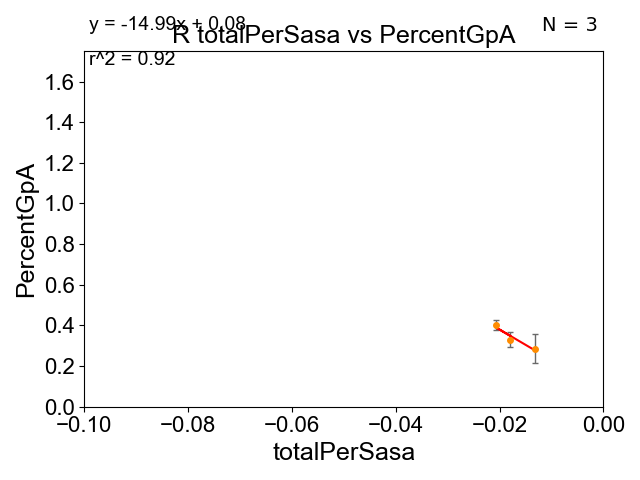 y = -14.99x + 0.08
R totalPerSasa vs PercentGpA
N = 3
r^2 = 0.92
PercentGpA
1.6
1.4
1.2
1.0
0.8
0.6
0.4
0.2
0.0
−0.10 −0.08 −0.06 −0.04 −0.02 0.00
totalPerSasa